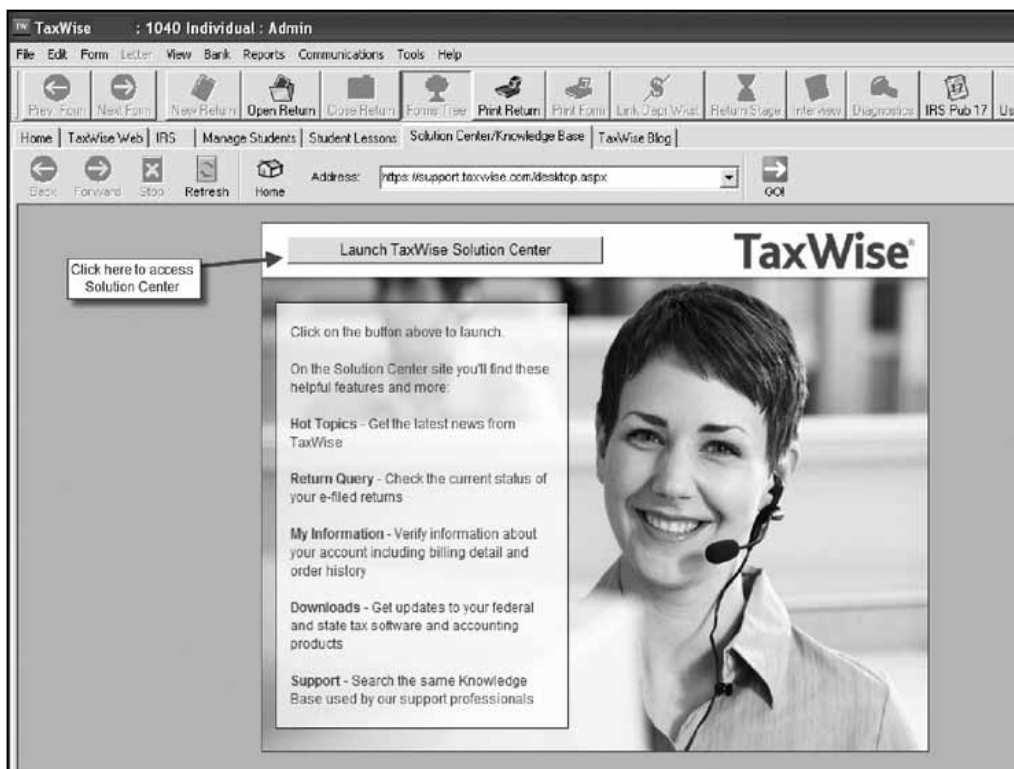 TW TaxWise : 1040 Individual : Admin
File Edit Form Letter View Bank Reports Communications Tools Help
Prev. Form Next Form New Return Open Return Close Return Forms Tree Print Return Print Form Link Dept Wkst Return Stage Interview Diagnostics IRS Pub 17
Home TaxWise Web IRS Manage Students Student Lessons Solution Center/Knowledge Base TaxWise Blog
Back Forward Stop Refresh Home Address: https://support.taxwise.com/desktop.aspx GO!
Launch TaxWise Solution Center
TaxWise®
Click here to access
Solution Center
Click on the button above to launch.
On the Solution Center site you'll find these
helpful features and more:
Hot Topics - Get the latest news from
TaxWise
Return Query - Check the current status of
your e-filed returns
My Information - Verify information about
your account including billing detail and
order history
Downloads - Get updates to your federal
and state tax software and accounting
products
Support - Search the same Knowledge
Base used by our support professionals